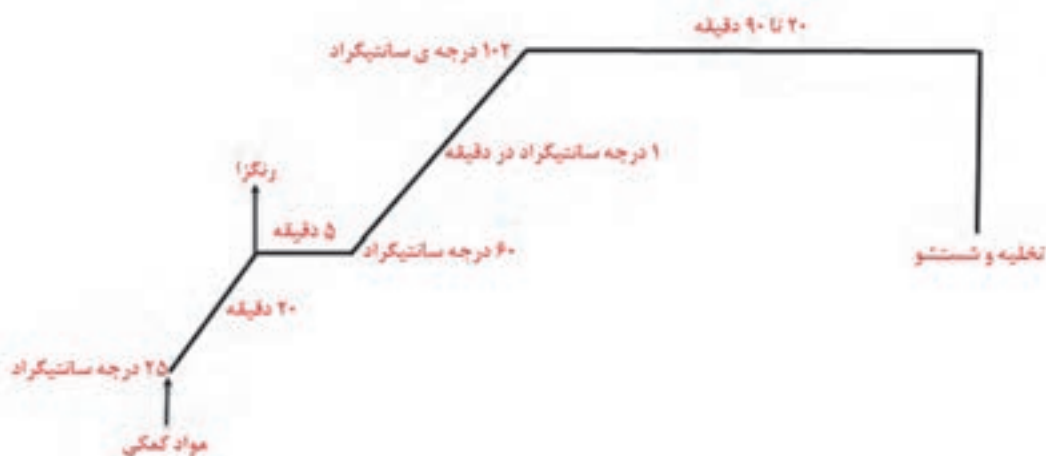 ۲۰ تا ۹۰ دقیقه
۱۰۲ درجه ی سانتیگراد
۱ درجه سانتیگراد در دقیقه
رنگزا
۵ دقیقه
۶۰ درجه سانتیگراد
تخلیه و شستشو
۲۰ دقیقه
۲۵ درجه سانتیگراد
مواد کمکی